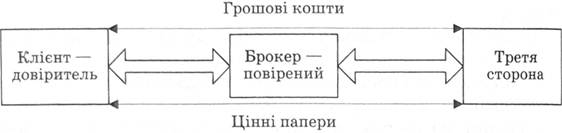 Грошові кошти
Клієнт —
довіритель
Брокер —
повірений
Третя
сторона
Цінні папери